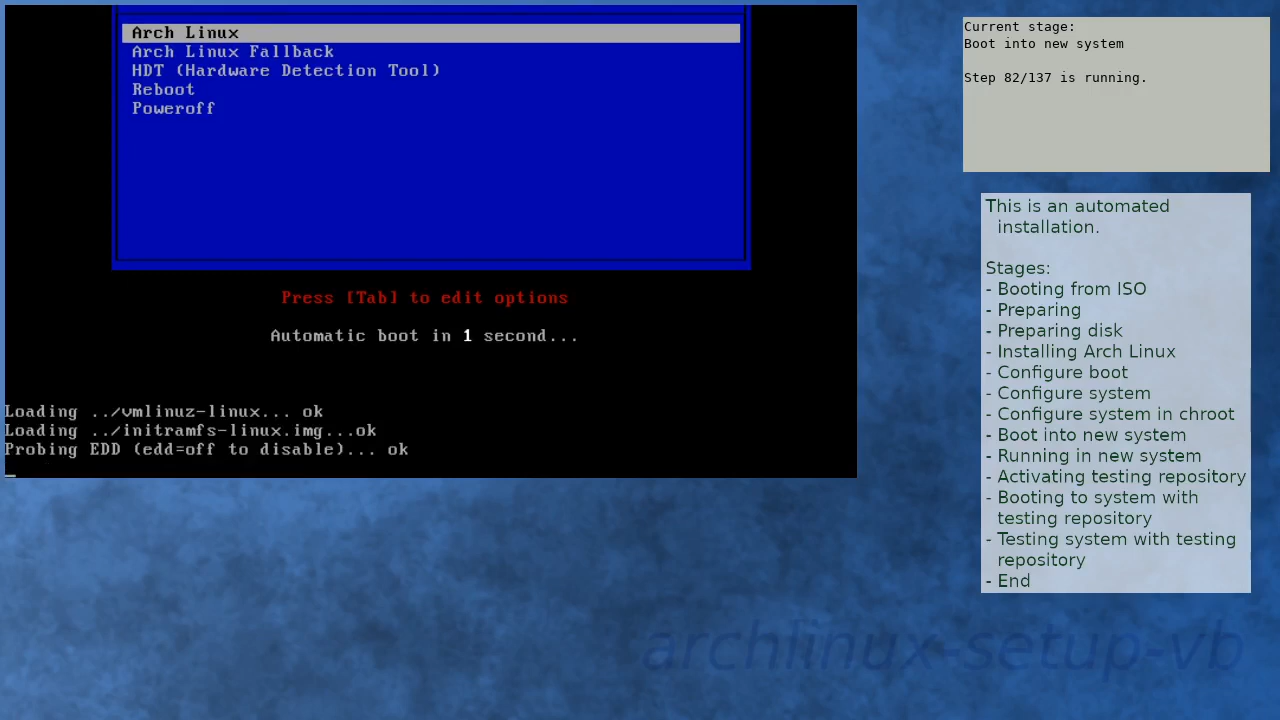 Arch Linux
Arch Linux Fallback
HDT (Hardware Detection Tool)
Reboot
Poweroff
Press [Tab] to edit options
Automatic boot in 1 second...
Loading ../vmlinuz-linux... ok
Loading ../initramfs-linux.img...ok
Probing EDD (edd=off to disable)... ok
_
Current stage:
Boot into new system
Step 82/137 is running.
This is an automated
installation.
Stages:
- Booting from ISO
- Preparing
- Preparing disk
- Installing Arch Linux
- Configure boot
- Configure system
- Configure system in chroot
- Boot into new system
- Running in new system
- Activating testing repository
- Booting to system with
testing repository
- Testing system with testing
repository
- End
archlinux-setup-vb